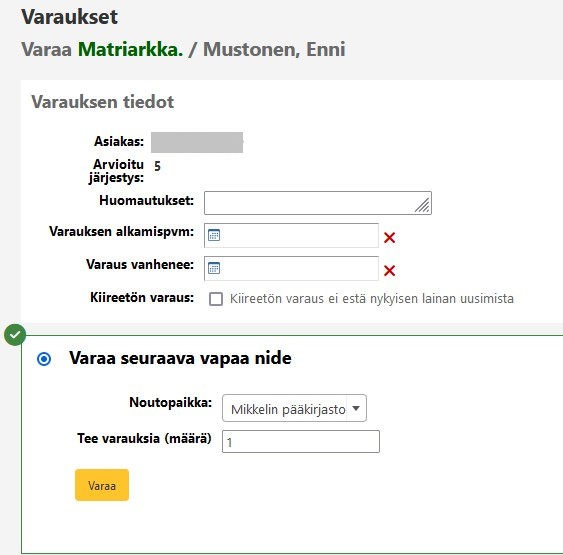 Varaukset
Varaa Matriarkka. / Mustonen, Enni
Varauksen tiedot
Asiakas:
Arvioitu järjestys: 5
Huomautukset:
Varauksen alkamispvm:
Varaus vanhenee:
Kiireetön varaus: Kiireetön varaus ei estä nykyisen lainan uusimista
Varaa seuraava vapaa nide
Noutopaikka: Mikkelin pääkirjasto
Tee varauksia (määrä) 1
Varaa